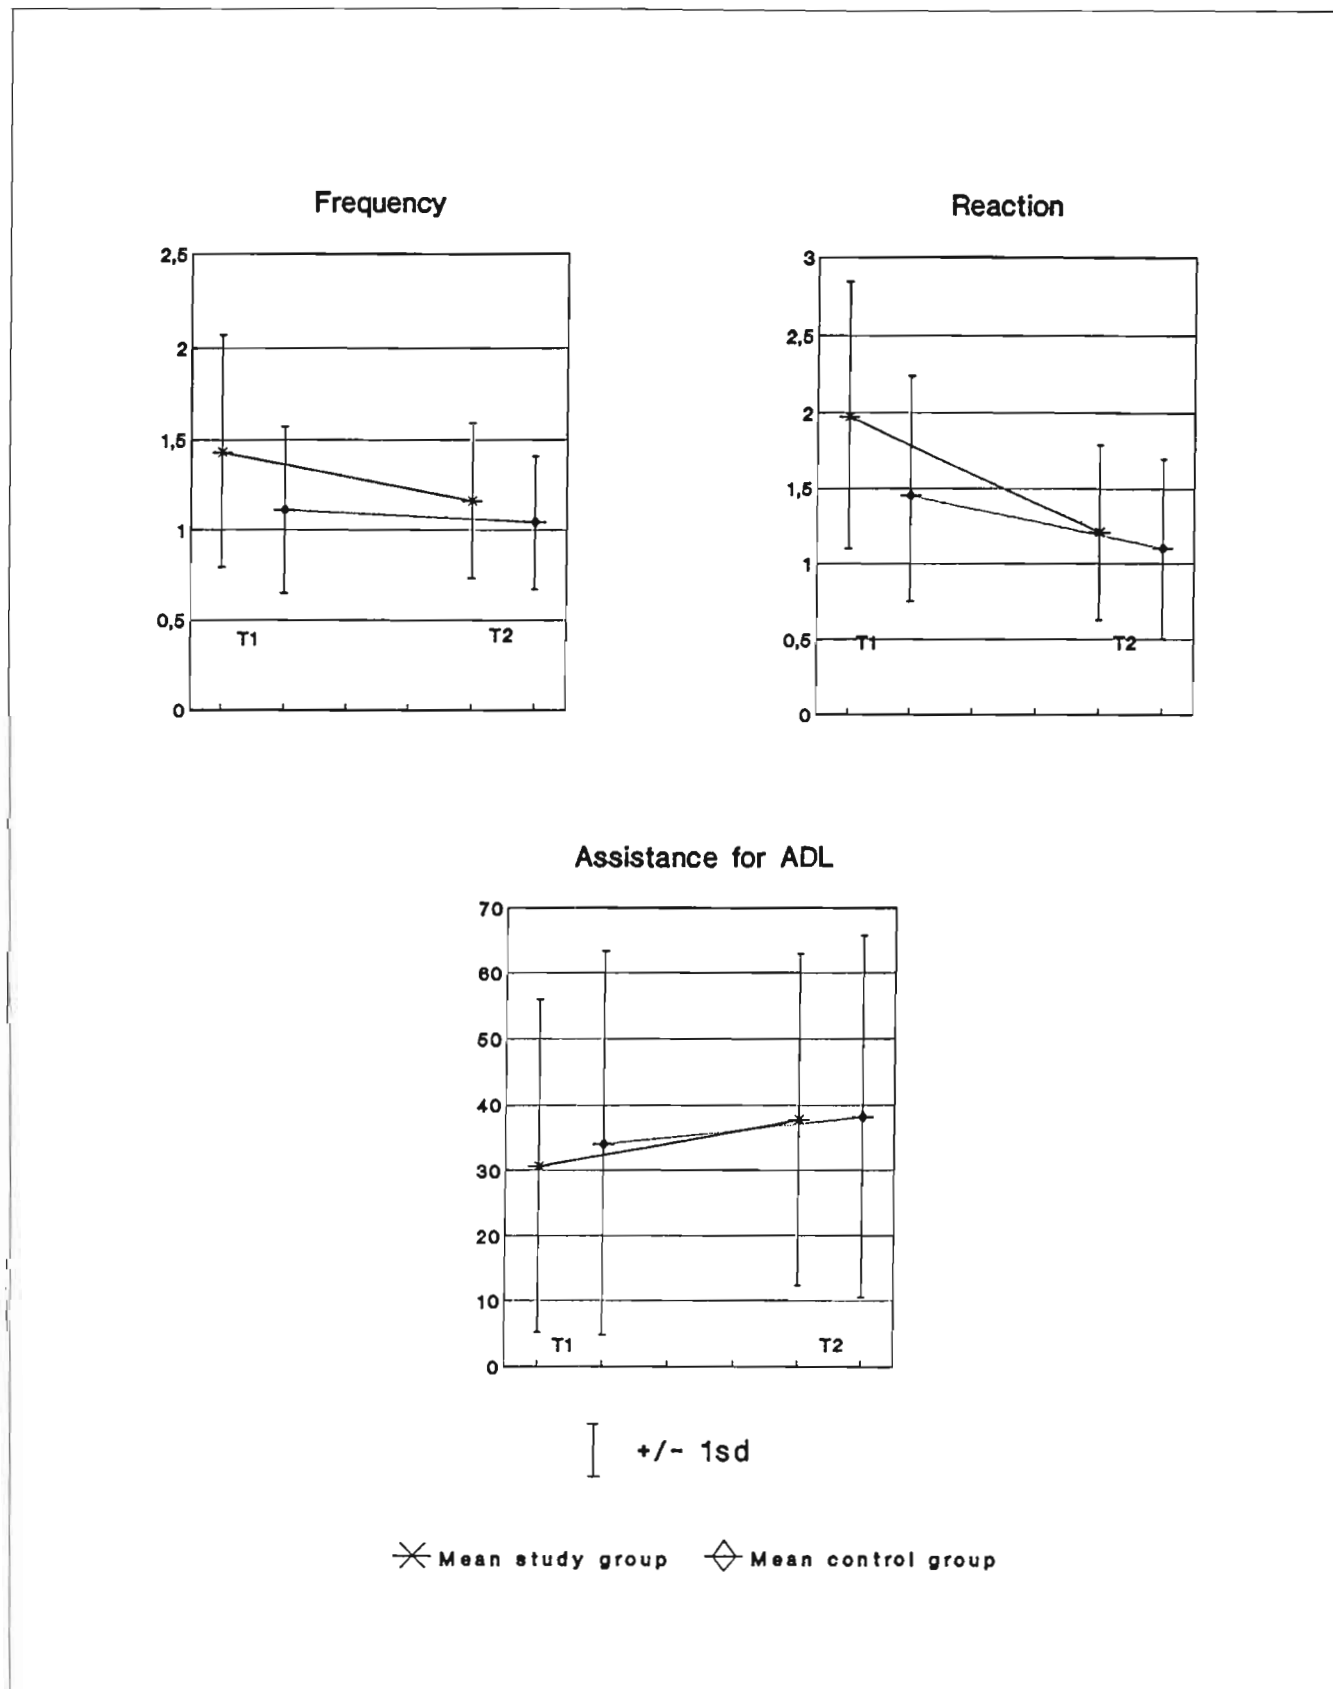 Frequency
2,5
2
1,5
1
0,5
0
T1 T2
Reaction
3
2,5
2
1,5
1
0,5
0
T1 T2
Assistance for ADL
70
60
50
40
30
20
10
0
T1 T2
+/- 1sd
Mean study group Mean control group